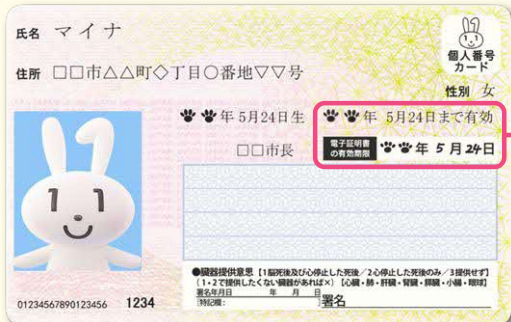 氏名 マイナ
個人番号
カード
住所 □□市△△町◇丁目○番地▽▽号
性別 女
年 5月24日生
年 5月24日まで有効
□□市長
電子証明書
の有効期限
年 5月24日
●臓器提供意思【1脳死後及び心停止した死後/2心停止した死後のみ/3提供せず】
(1・2で提供したくない臓器があれば×)【心臓・肺・肝臓・腎臓・膵臓・小腸・眼球】
署名年月日 年 月 日
[特記欄: ] 署名
01234567890123456 1234